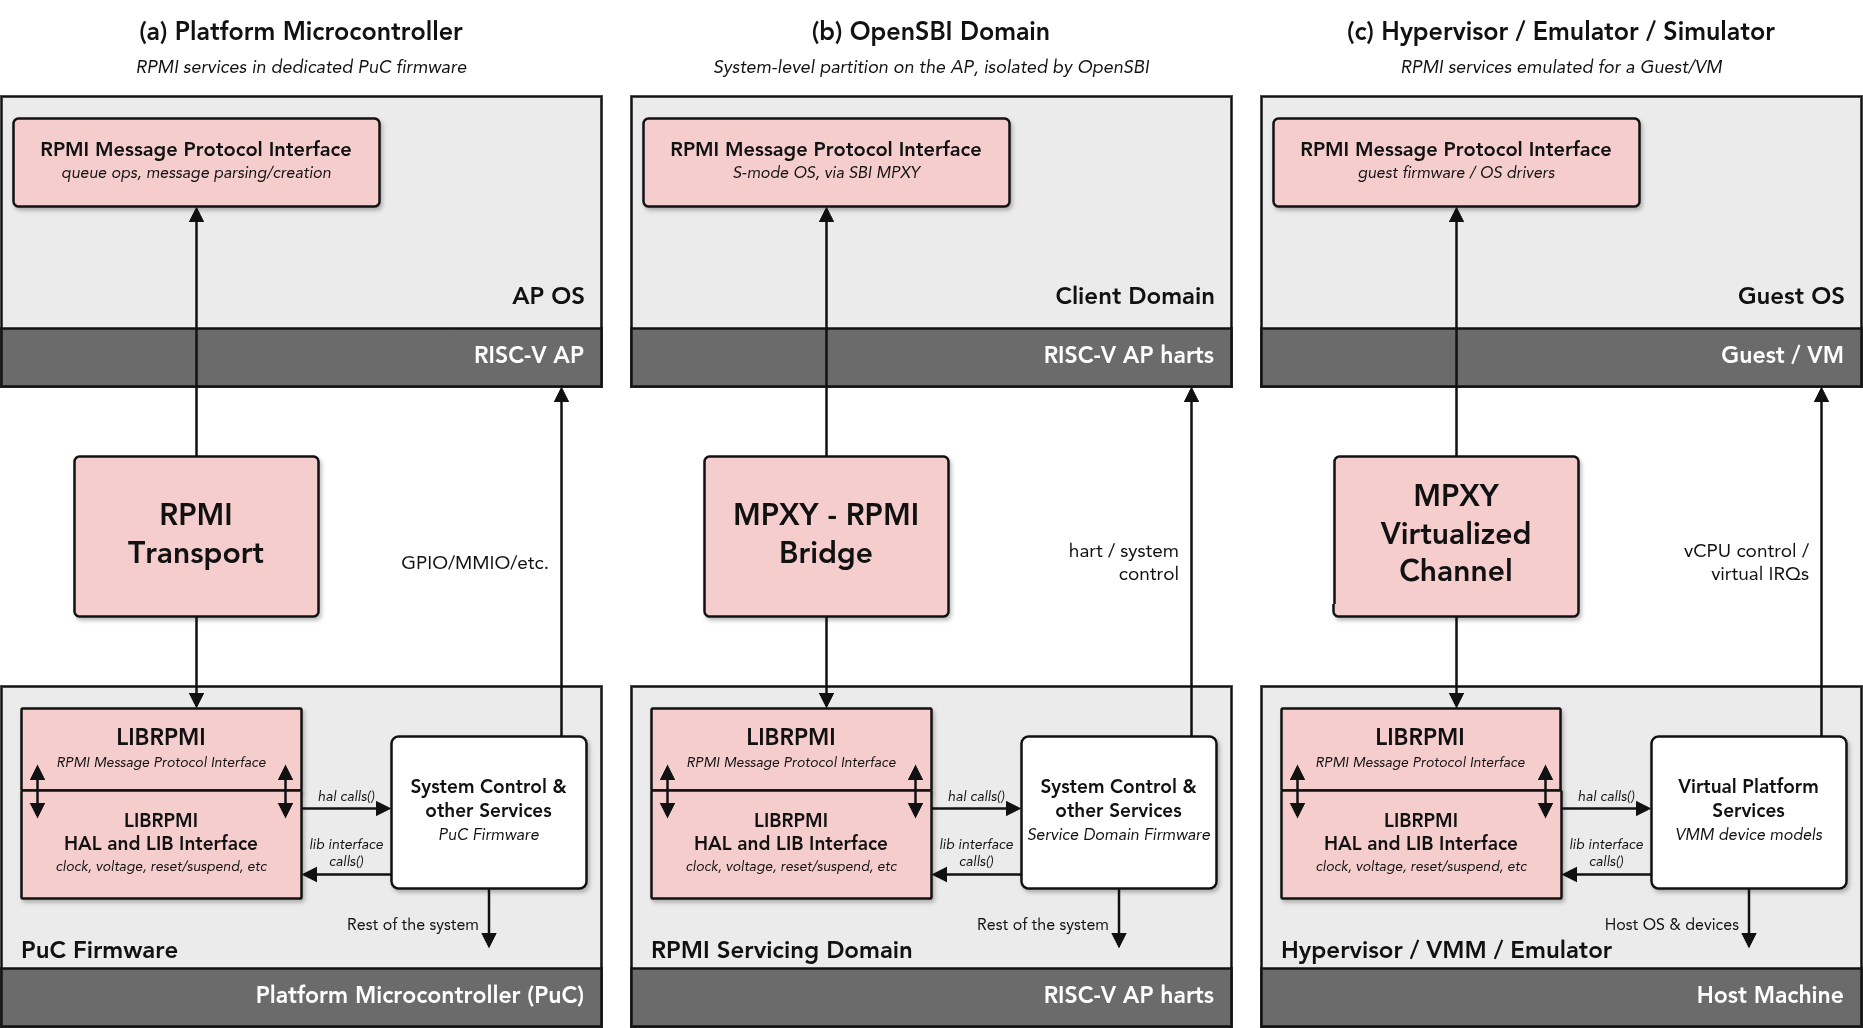 (a) Platform Microcontroller
RPMI services in dedicated PuC firmware
RPMI Message Protocol Interface
queue ops, message parsing/creation
AP OS
RISC-V AP
RPMI
Transport
GPIO/MMIO/etc.
LIBRPMI
RPMI Message Protocol Interface
LIBRPMI
HAL and LIB Interface
clock, voltage, reset/suspend, etc
hal calls()
lib interface
calls()
System Control &
other Services
PuC Firmware
Rest of the system
PuC Firmware
Platform Microcontroller (PuC)
(b) OpenSBI Domain
System-level partition on the AP, isolated by OpenSBI
RPMI Message Protocol Interface
S-mode OS, via SBI MPXY
Client Domain
RISC-V AP harts
MPXY - RPMI
Bridge
hart / system
control
LIBRPMI
RPMI Message Protocol Interface
LIBRPMI
HAL and LIB Interface
clock, voltage, reset/suspend, etc
hal calls()
lib interface
calls()
System Control &
other Services
Service Domain Firmware
Rest of the system
RPMI Servicing Domain
RISC-V AP harts
(c) Hypervisor / Emulator / Simulator
RPMI services emulated for a Guest/VM
RPMI Message Protocol Interface
guest firmware / OS drivers
Guest OS
Guest / VM
MPXY
Virtualized
Channel
vCPU control /
virtual IRQs
LIBRPMI
RPMI Message Protocol Interface
LIBRPMI
HAL and LIB Interface
clock, voltage, reset/suspend, etc
hal calls()
lib interface
calls()
Virtual Platform
Services
VMM device models
Host OS & devices
Hypervisor / VMM / Emulator
Host Machine